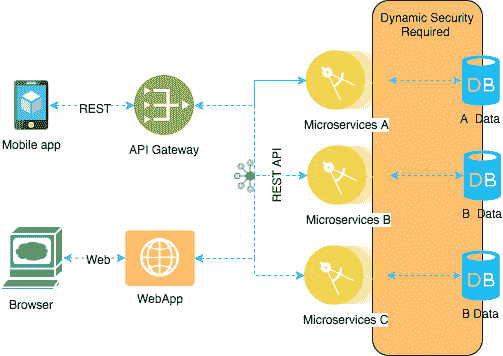 Dynamic Security
Required
REST
Mobile app
API Gateway
Microservices A
DB
A Data
REST API
Microservices B
DB
B Data
Web
Browser
WebApp
Microservices C
DB
B Data